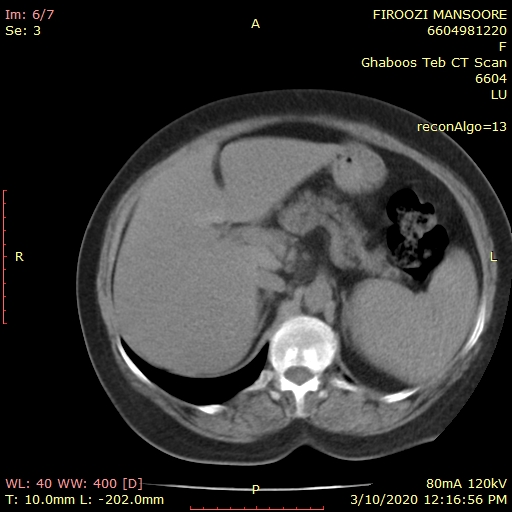 Im: 6/7
Se: 3
A
FIROOZI MANSOORE
6604981220
F
Ghaboos Teb CT Scan
6604
LU
reconAlgo=13
R
L
WL: 40 WW: 400 [D]
T: 10.0mm L: -202.0mm
P
80mA 120kV
3/10/2020 12:16:56 PM